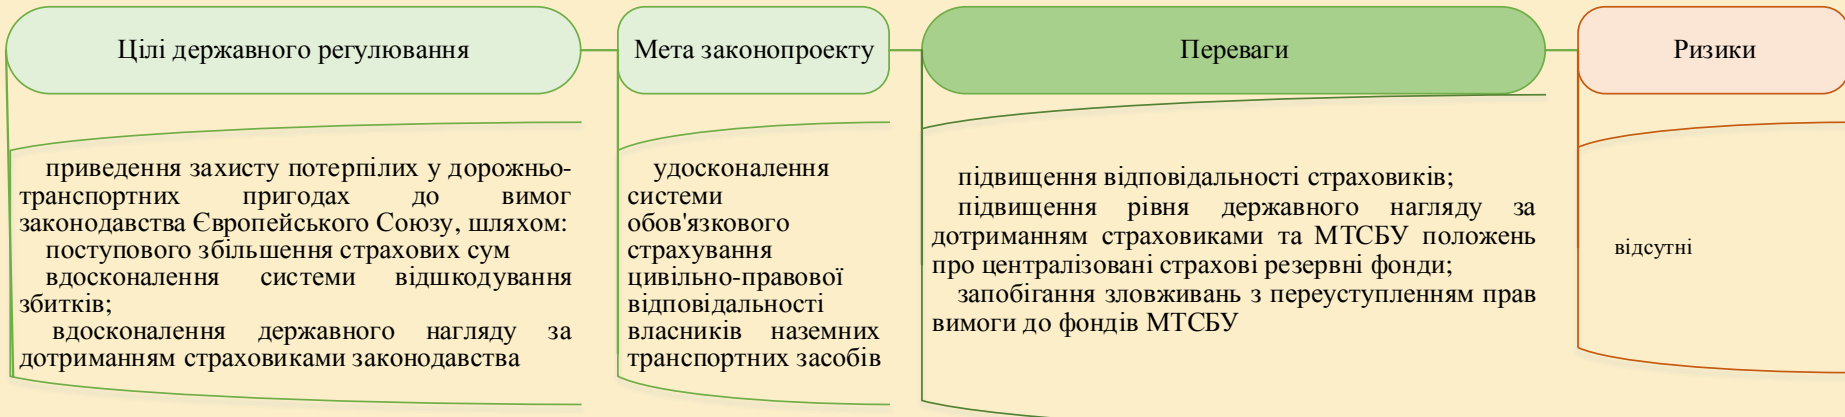 Цілі державного регулювання
приведення захисту потерпілих у дорожньо-
транспортних пригодах до вимог
законодавства Європейського Союзу, шляхом:
поступового збільшення страхових сум
вдосконалення системи відшкодування
збитків;
вдосконалення державного нагляду за
дотриманням страховиками законодавства
Мета законопроекту
удосконалення
системи
обов'язкового
страхування
цивільно-правової
відповідальності
власників наземних
транспортних засобів
Переваги
підвищення відповідальності страховиків;
підвищення рівня державного нагляду за
дотриманням страховиками та МТСБУ положень
про централізовані страхові резервні фонди;
запобігання зловживань з переуступленням прав
вимоги до фондів МТСБУ
Ризики
відсутні